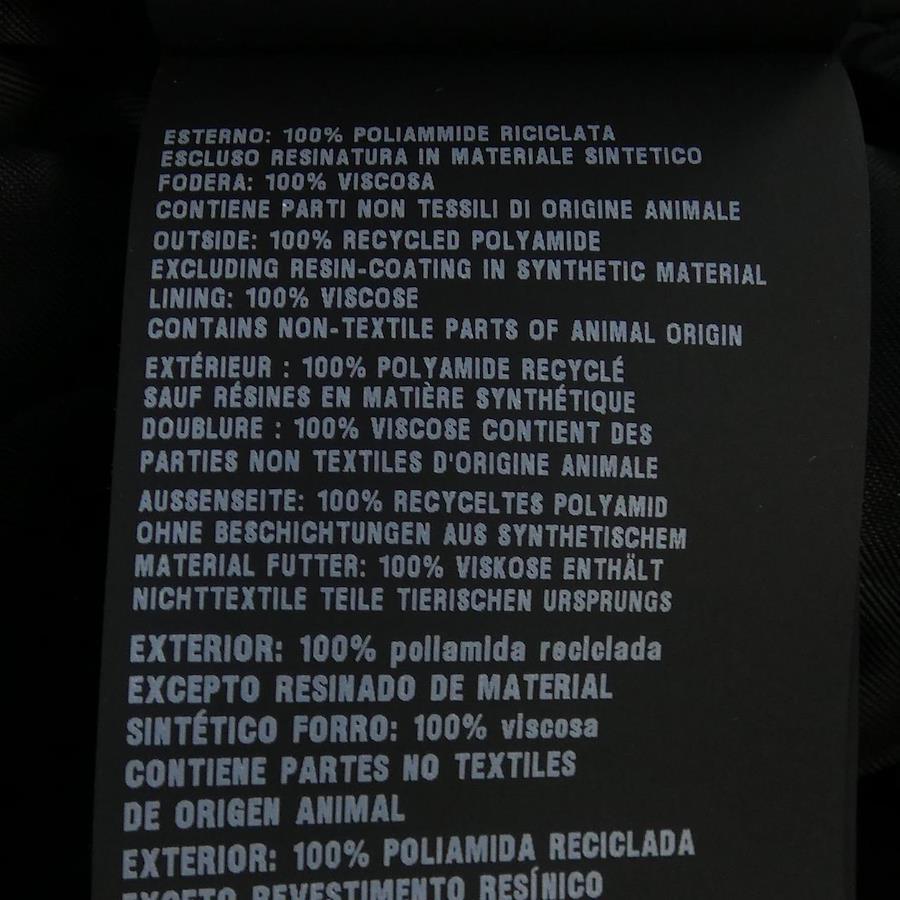 ESTERNO: 100% POLIAMMIDE RICICLATA
ESCLUSO RESINATURA IN MATERIALE SINTETICO
FODERA: 100% VISCOSA
CONTIENE PARTI NON TESSILI DI ORIGINE ANIMALE
OUTSIDE: 100% RECYCLED POLYAMIDE
EXCLUDING RESIN-COATING IN SYNTHETIC MATERIAL
LINING: 100% VISCOSE
CONTAINS NON-TEXTILE PARTS OF ANIMAL ORIGIN
EXTÉRIEUR : 100% POLYAMIDE RECYCLÉ
SAUF RÉSINES EN MATIÈRE SYNTHÉTIQUE
DOUBLURE : 100% VISCOSE CONTIENT DES
PARTIES NON TEXTILES D'ORIGINE ANIMALE
AUSSENSEITE: 100% RECYCELTES POLYAMID
OHNE BESCHICHTUNGEN AUS SYNTHETISCHEM
MATERIAL FUTTER: 100% VISKOSE ENTHÄLT
NICHTTEXTILE TEILE TIERISCHEN URSPRUNGS
EXTERIOR: 100% poliamida reciclada
EXCEPTO RESINADO DE MATERIAL
SINTÉTICO FORRO: 100% viscosa
CONTIENE PARTES NO TEXTILES
DE ORIGEN ANIMAL
EXTERIOR: 100% POLIAMIDA RECICLADA
EXCETO REVESTIMENTO RESÍNICO